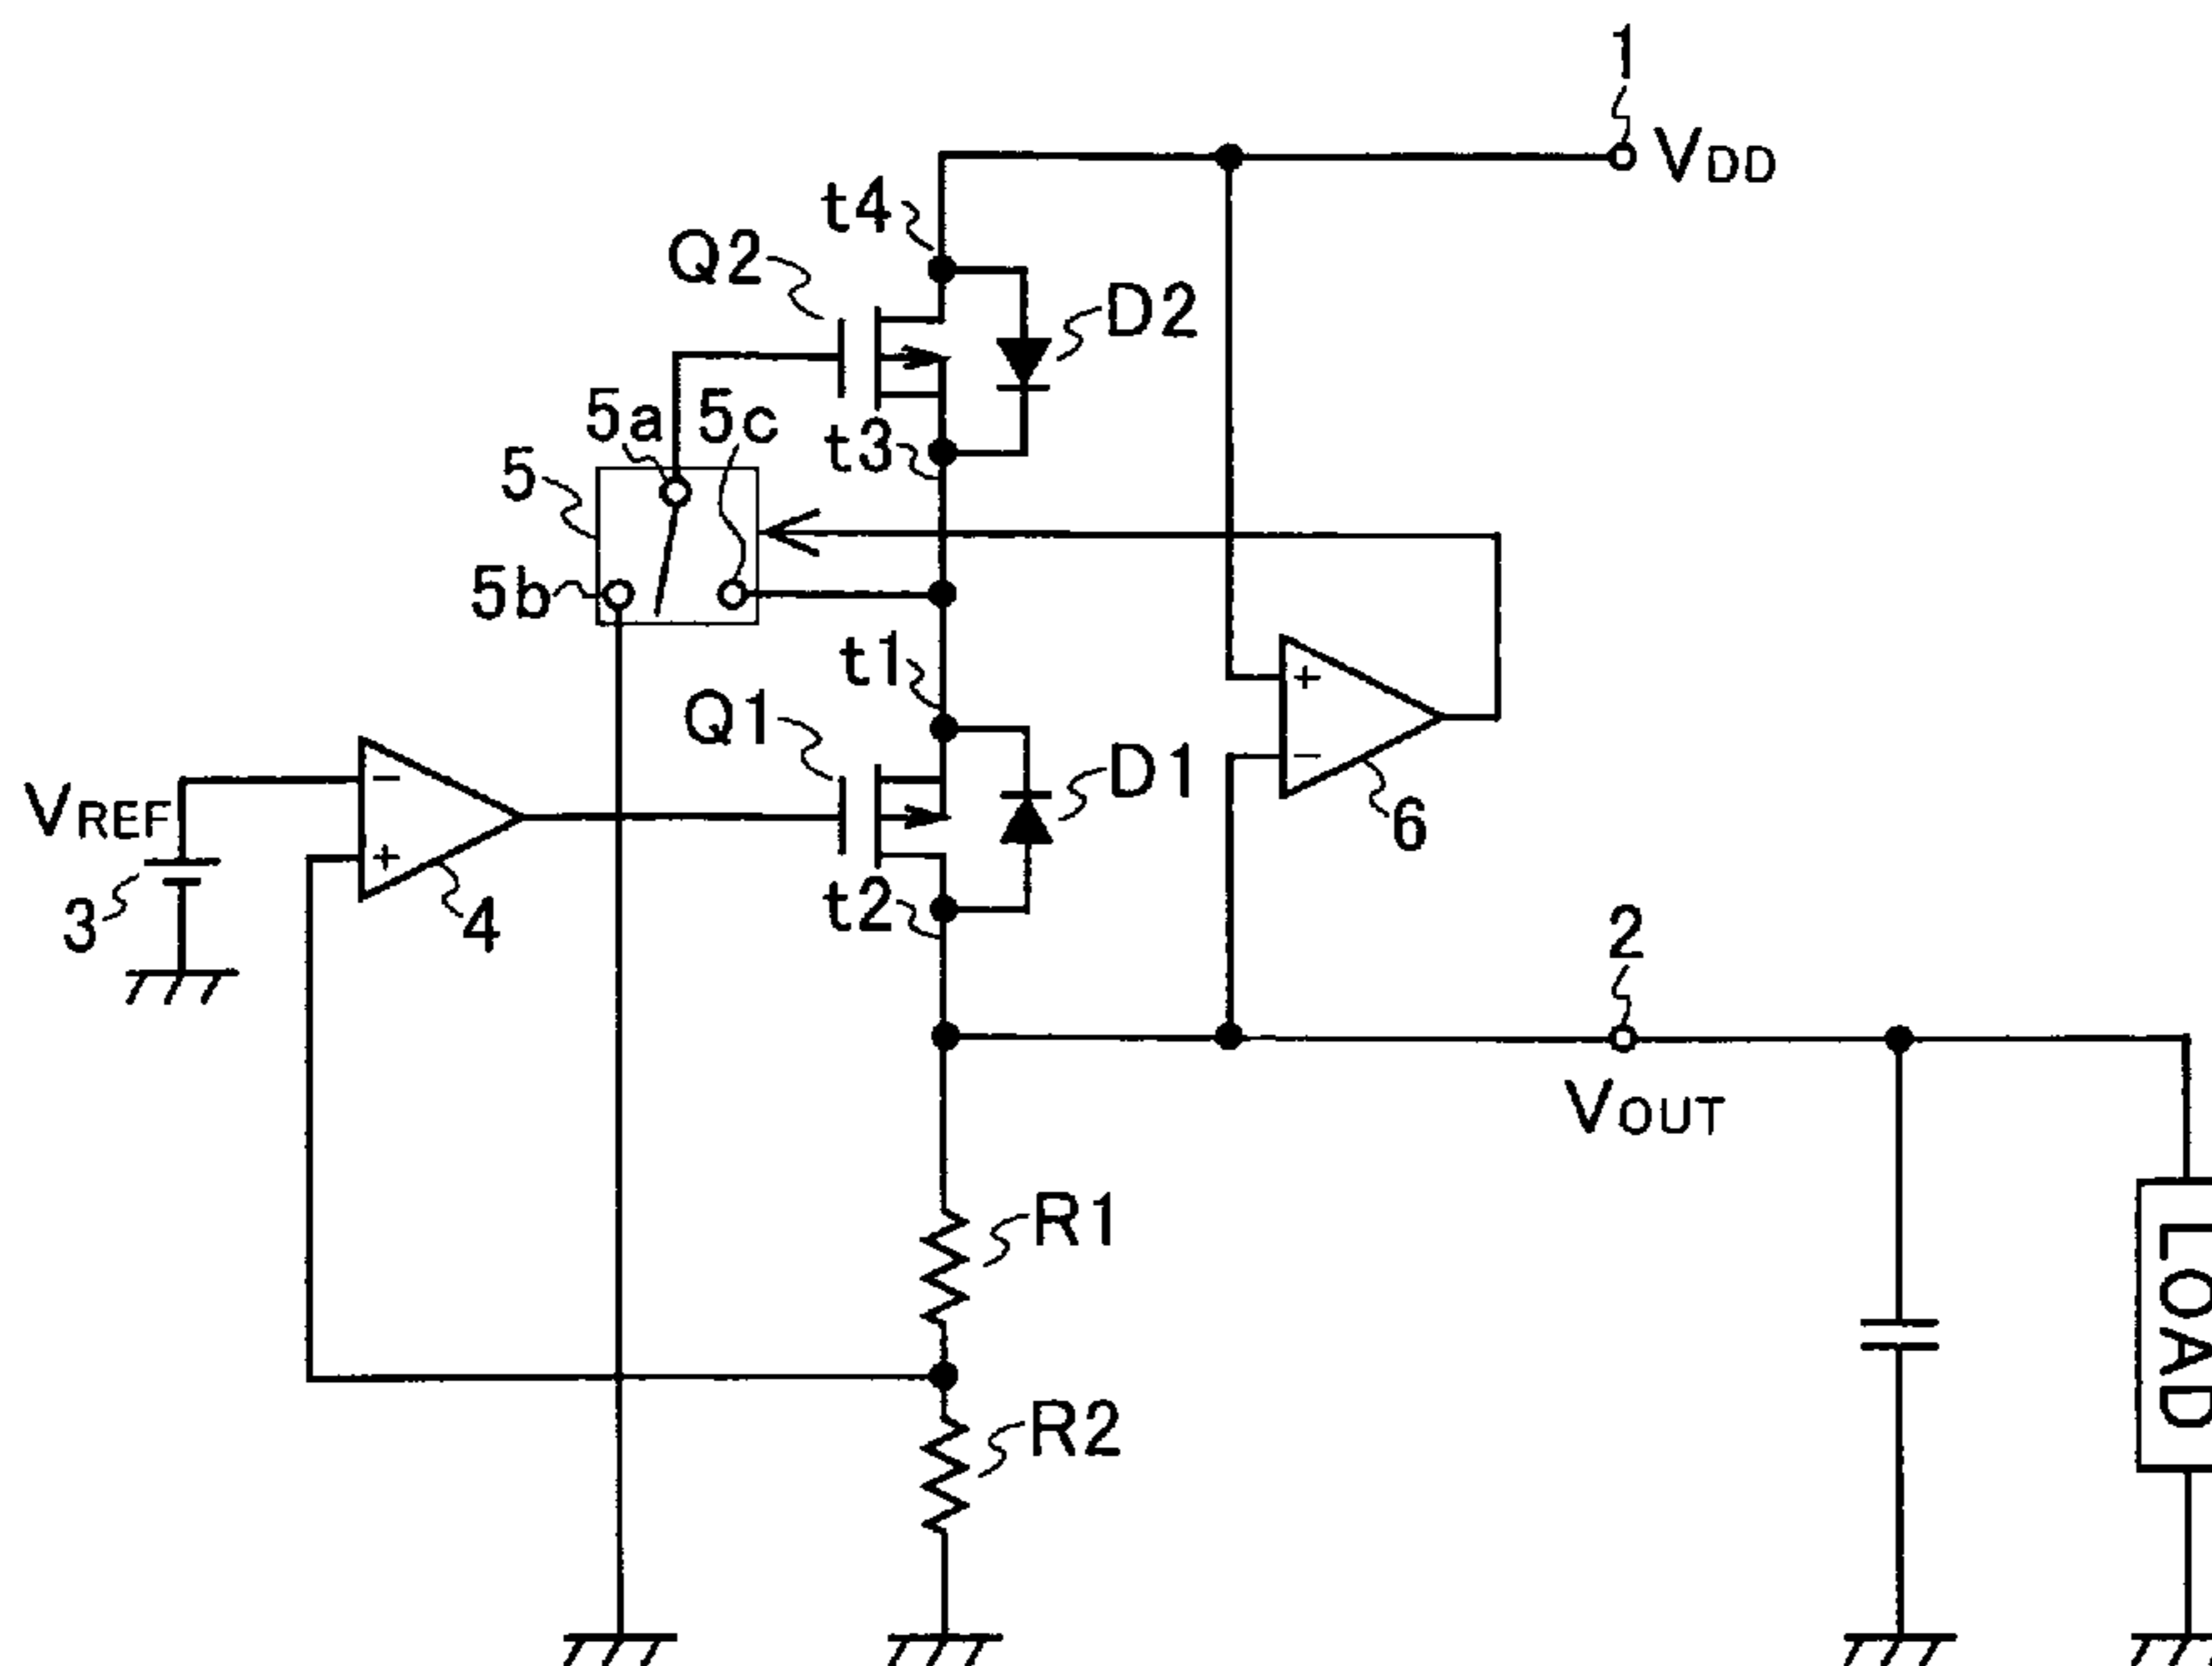 1
VDD
t4
Q2
D2
5a
5c
t3
5
5b
t1
Q1
D1
+
−
6
VREF
−
+
3
4
t2
2
VOUT
R1
LOAD
R2